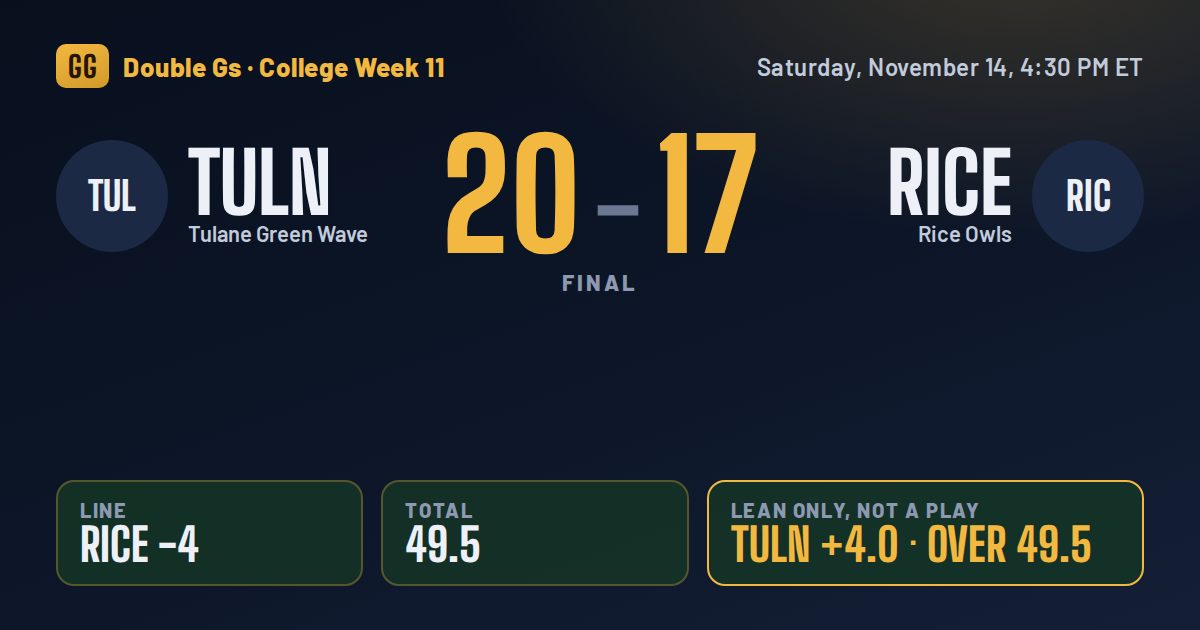 GG Double Gs · College Week 11
Saturday, November 14, 4:30 PM ET
TUL
TULN
Tulane Green Wave
20 – 17
FINAL
RICE
Rice Owls
RIC
LINE
RICE −4
TOTAL
49.5
LEAN ONLY, NOT A PLAY
TULN +4.0 · OVER 49.5